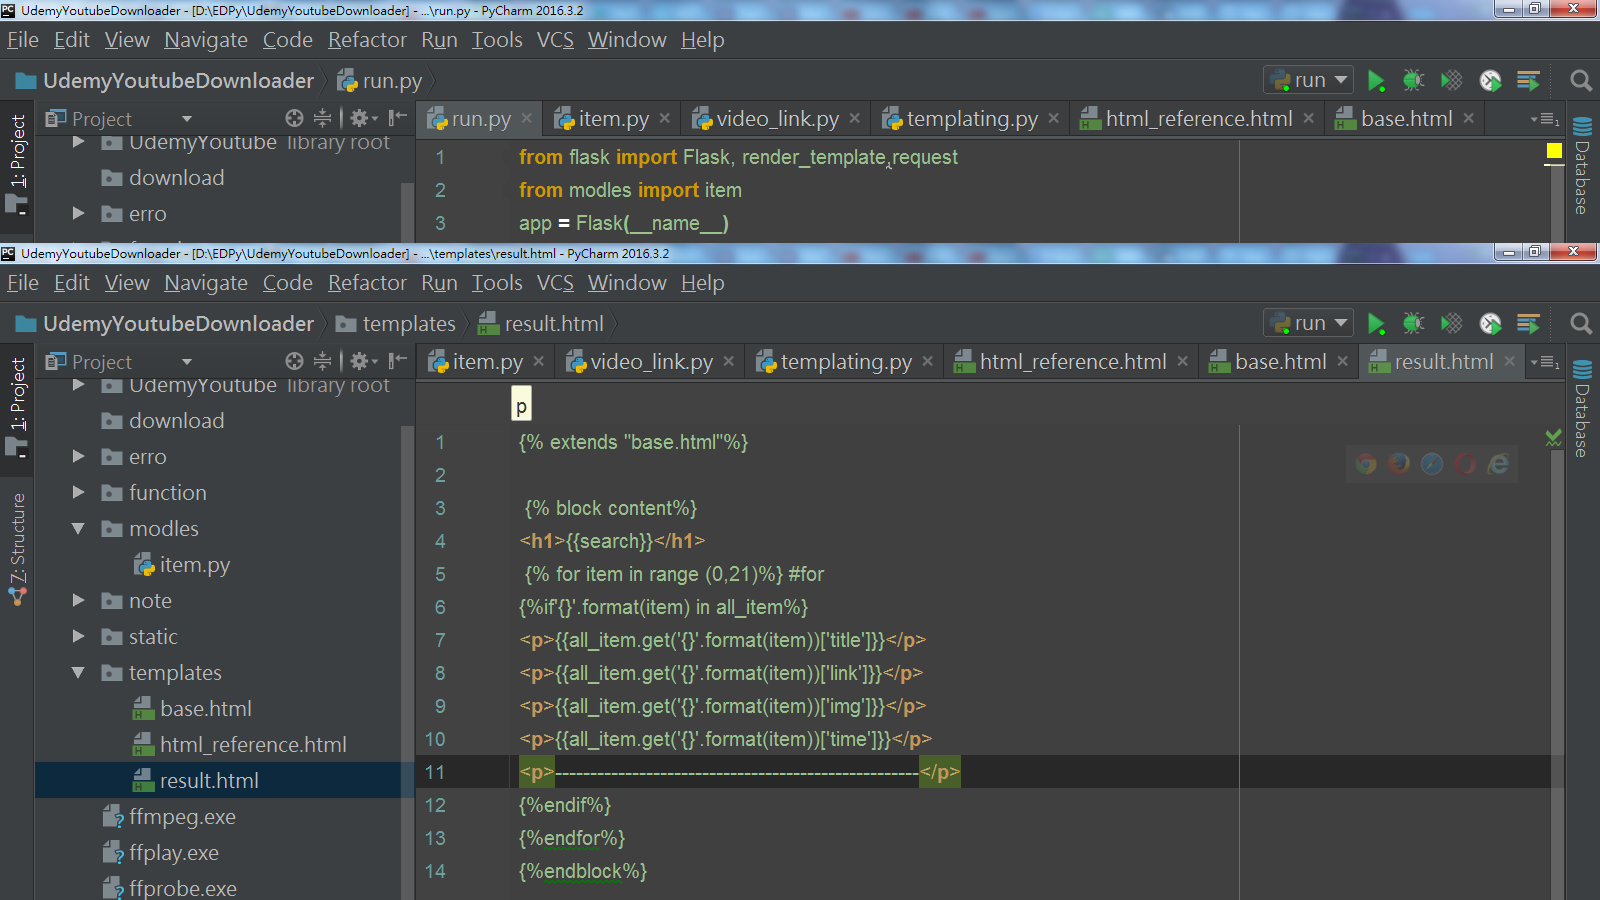 UdemyYoutubeDownloader - [D:\EDPy\UdemyYoutubeDownloader] - ...\run.py - PyCharm 2016.3.2
File Edit View Navigate Code Refactor Run Tools VCS Window Help
UdemyYoutubeDownloader run.py run
1: Project
Project run.py item.py video_link.py templating.py html_reference.html base.html
UdemyYoutube library root
download
erro
1 from flask import Flask, render_template,request
2 from modles import item
3 app = Flask(__name__)
Database
UdemyYoutubeDownloader - [D:\EDPy\UdemyYoutubeDownloader] - ...\templates\result.html - PyCharm 2016.3.2
File Edit View Navigate Code Refactor Run Tools VCS Window Help
UdemyYoutubeDownloader templates result.html run
1: Project
7: Structure
Project item.py video_link.py templating.py html_reference.html base.html result.html
UdemyYoutube library root
download
erro
function
modles
item.py
note
static
templates
base.html
html_reference.html
result.html
ffmpeg.exe
ffplay.exe
ffprobe.exe
p
1 {% extends "base.html"%}
2
3 {% block content%}
4 <h1>{{search}}</h1>
5 {% for item in range (0,21)%} #for
6 {%if'{}'.format(item) in all_item%}
7 <p>{{all_item.get('{}'.format(item))['title']}}</p>
8 <p>{{all_item.get('{}'.format(item))['link']}}</p>
9 <p>{{all_item.get('{}'.format(item))['img']}}</p>
10 <p>{{all_item.get('{}'.format(item))['time']}}</p>
11 <p>----------------------------------------------------</p>
12 {%endif%}
13 {%endfor%}
14 {%endblock%}
Database